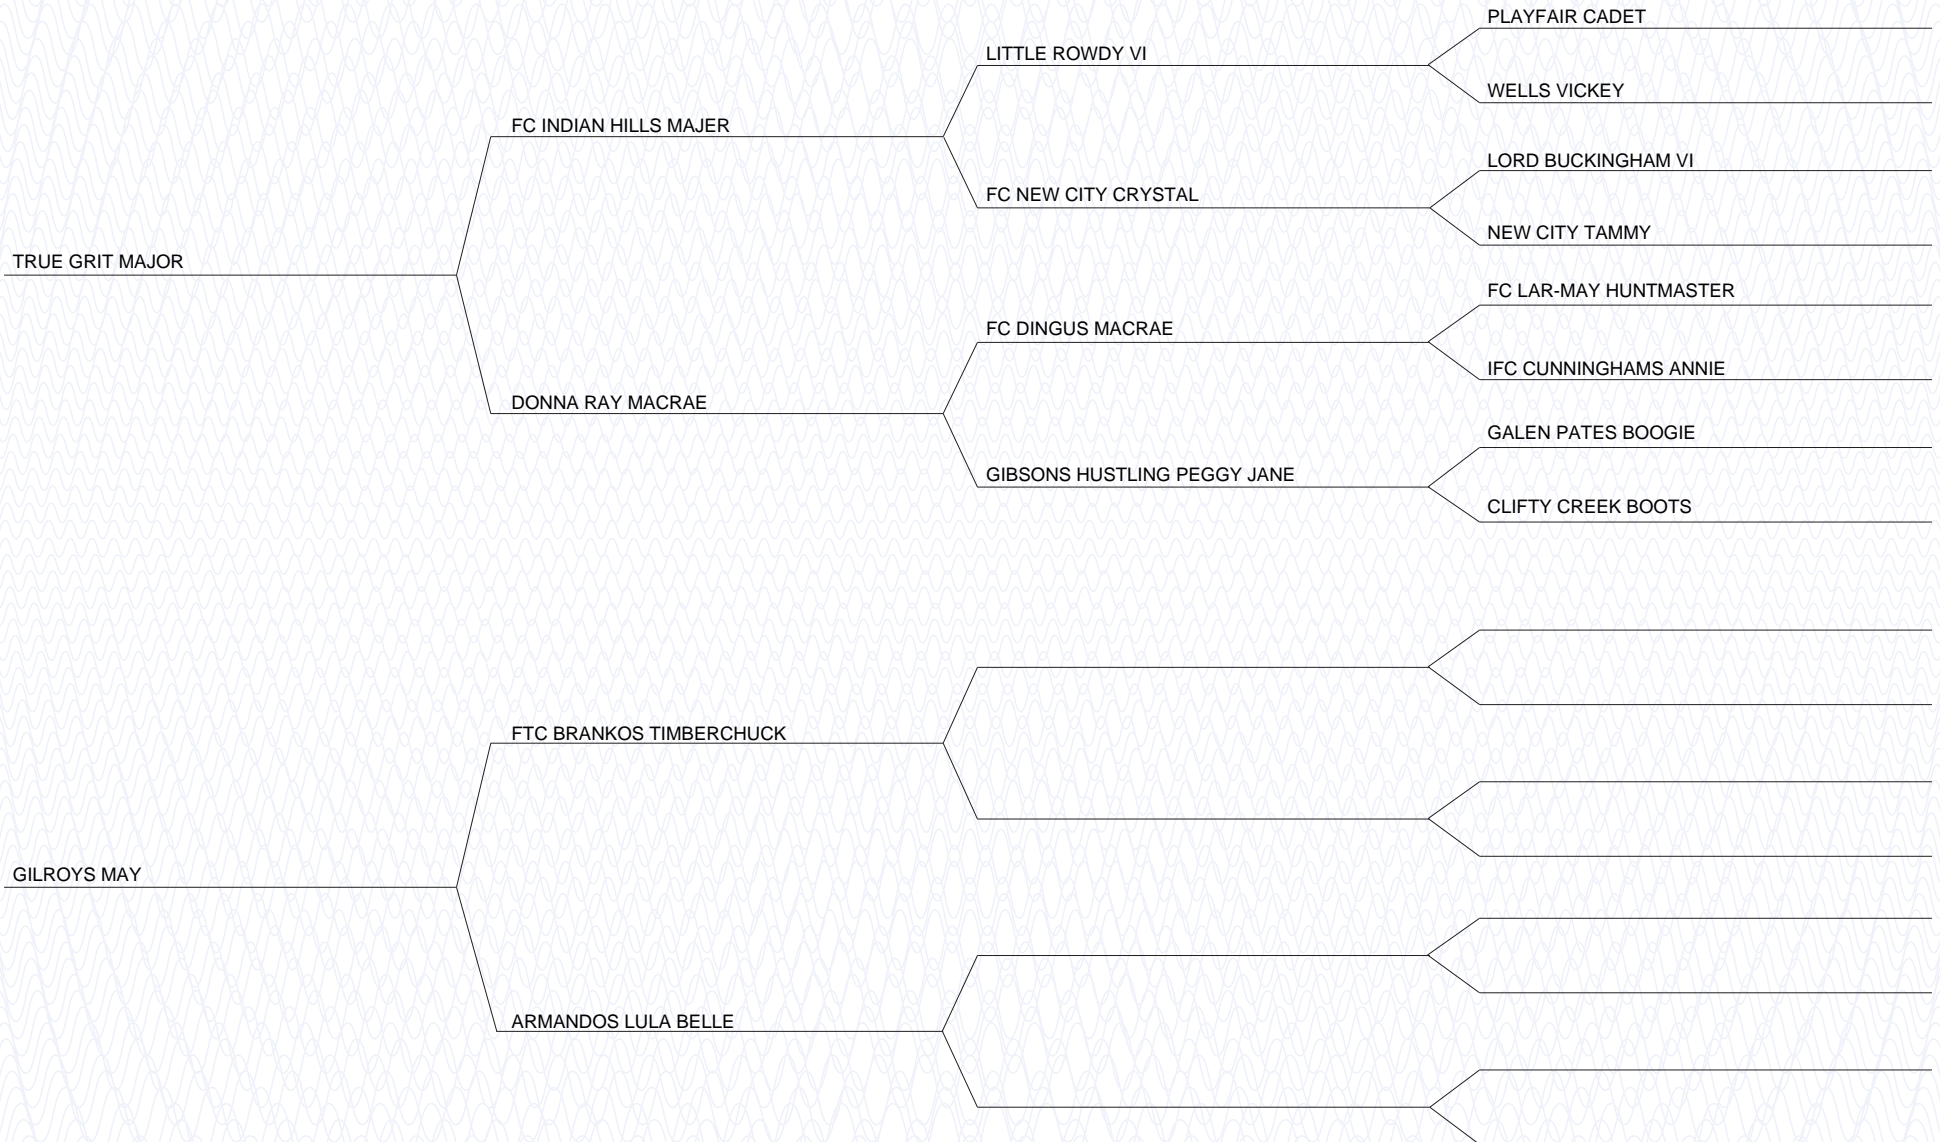 PLAYFAIR CADET
LITTLE ROWDY VI
WELLS VICKEY
FC INDIAN HILLS MAJER
LORD BUCKINGHAM VI
FC NEW CITY CRYSTAL
NEW CITY TAMMY
TRUE GRIT MAJOR
FC LAR-MAY HUNTMASTER
FC DINGUS MACRAE
IFC CUNNINGHAMS ANNIE
DONNA RAY MACRAE
GALEN PATES BOOGIE
GIBSONS HUSTLING PEGGY JANE
CLIFTY CREEK BOOTS
FTC BRANKOS TIMBERCHUCK
GILROYS MAY
ARMANDOS LULA BELLE